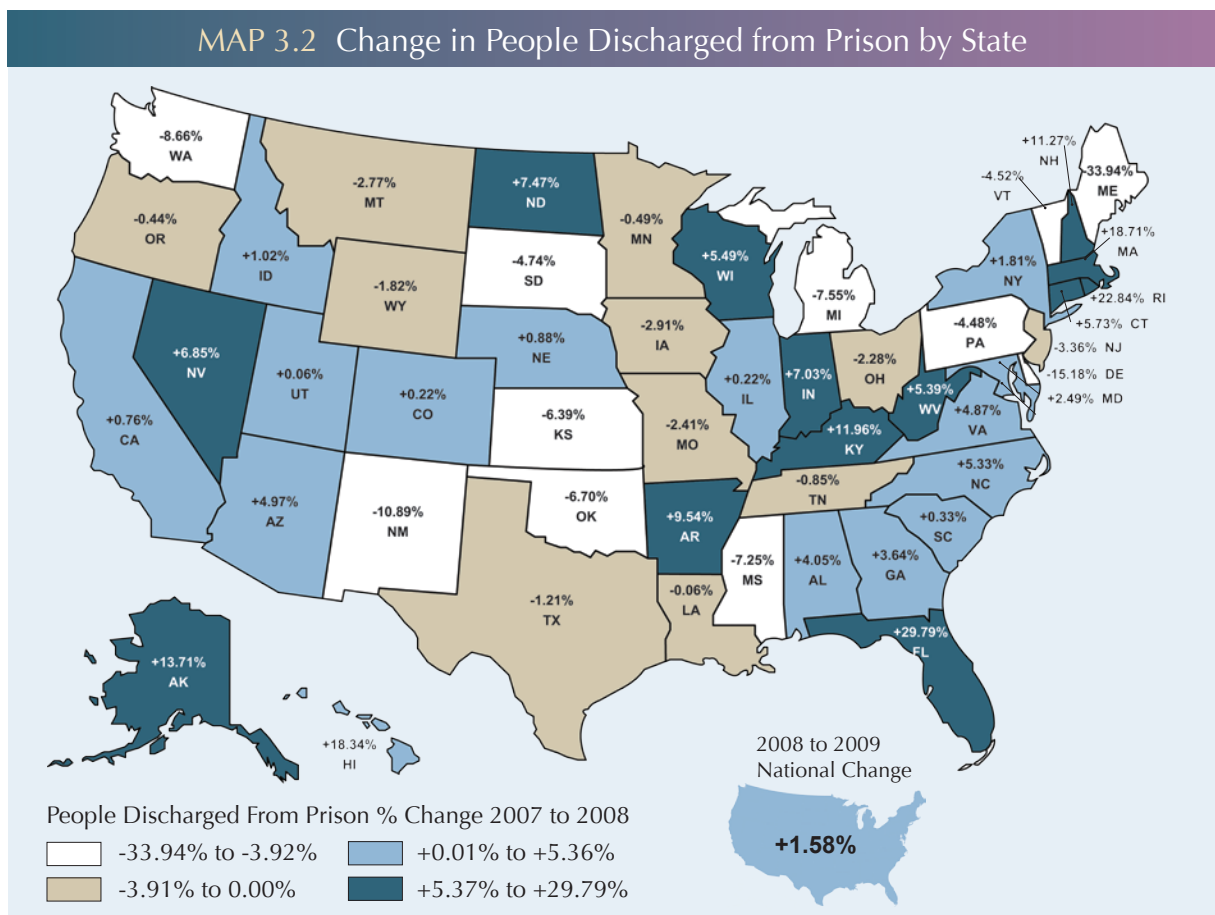 MAP 3.2 Change in People Discharged from Prison by State
-8.66%
WA
-0.44%
OR
+1.02%
ID
-2.77%
MT
+7.47%
ND
-0.49%
MN
+5.49%
WI
-4.74%
SD
-1.82%
WY
+0.88%
NE
-2.91%
IA
-7.55%
MI
+11.27%
NH
-4.52%
VT
-33.94%
ME
+18.71%
MA
+1.81%
NY
+22.84% RI
+5.73% CT
-4.48%
PA
-3.36% NJ
-15.18% DE
+2.49% MD
+6.85%
NV
+0.06%
UT
+0.22%
CO
+0.76%
CA
-6.39%
KS
-2.41%
MO
+0.22%
IL
+7.03%
IN
-2.28%
OH
+5.39%
WV
+4.87%
VA
+11.96%
KY
+5.33%
NC
-0.85%
TN
+0.33%
SC
+4.97%
AZ
-10.89%
NM
-6.70%
OK
+9.54%
AR
-7.25%
MS
+4.05%
AL
+3.64%
GA
-1.21%
TX
-0.06%
LA
+29.79%
FL
+13.71%
AK
+18.34%
HI
2008 to 2009
National Change
+1.58%
People Discharged From Prison % Change 2007 to 2008
-33.94% to -3.92%
+0.01% to +5.36%
-3.91% to 0.00%
+5.37% to +29.79%